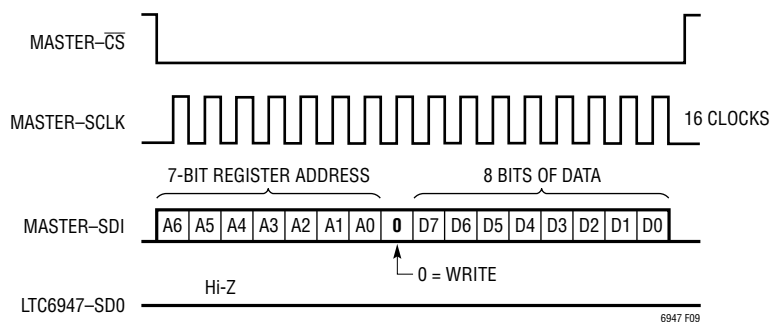 MASTER–C̅S̅
MASTER–SCLK
16 CLOCKS
7-BIT REGISTER ADDRESS
8 BITS OF DATA
MASTER–SDI
A6 A5 A4 A3 A2 A1 A0 0 D7 D6 D5 D4 D3 D2 D1 D0
0 = WRITE
Hi-Z
LTC6947–SD0
6947 F09